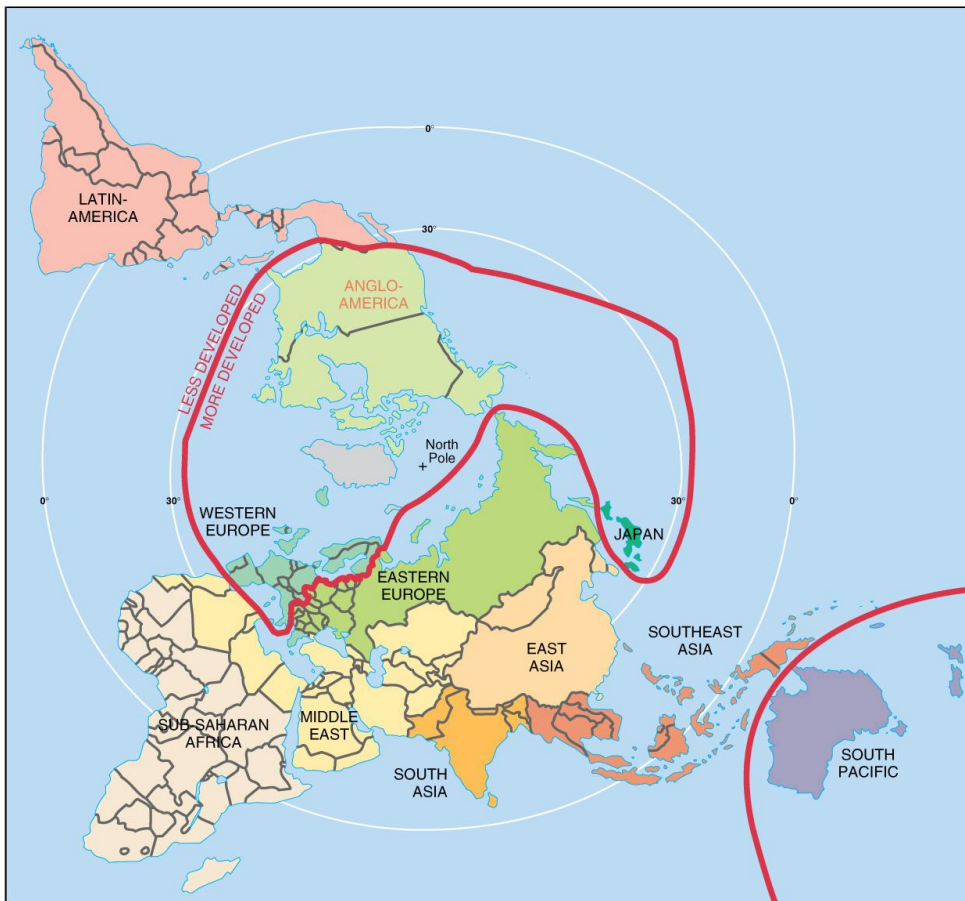 0°
LATIN-
AMERICA
30°
ANGLO-
AMERICA
LESS DEVELOPED
MORE DEVELOPED
North
Pole
+
0°
30°
30°
0°
WESTERN
EUROPE
JAPAN
EASTERN
EUROPE
SOUTHEAST
ASIA
EAST
ASIA
SUB-SAHARAN
AFRICA
MIDDLE
EAST
SOUTH
ASIA
SOUTH
PACIFIC